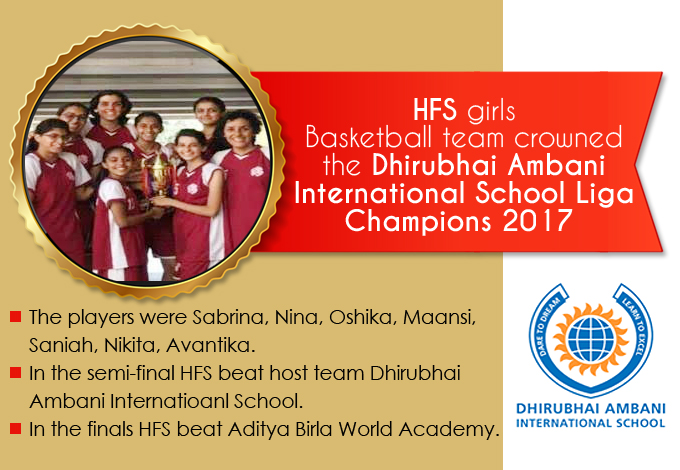 HFS girls
Basketball team crowned
the Dhirubhai Ambani
International School Liga
Champions 2017
The players were Sabrina, Nina, Oshika, Maansi,
Saniah, Nikita, Avantika.
In the semi-final HFS beat host team Dhirubhai
Ambani Internatioanl School.
In the finals HFS beat Aditya Birla World Academy.
DARE TO DREAM
LEARN TO EXCEL
DHIRUBHAI AMBANI
INTERNATIONAL SCHOOL